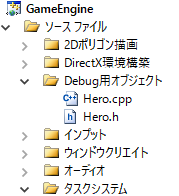 GameEngine
ソース ファイル
2Dポリゴン描画
DirectX環境構築
Debug用オブジェクト
Hero.cpp
Hero.h
インプット
ウィンドウクリエイト
オーディオ
タスクシステム